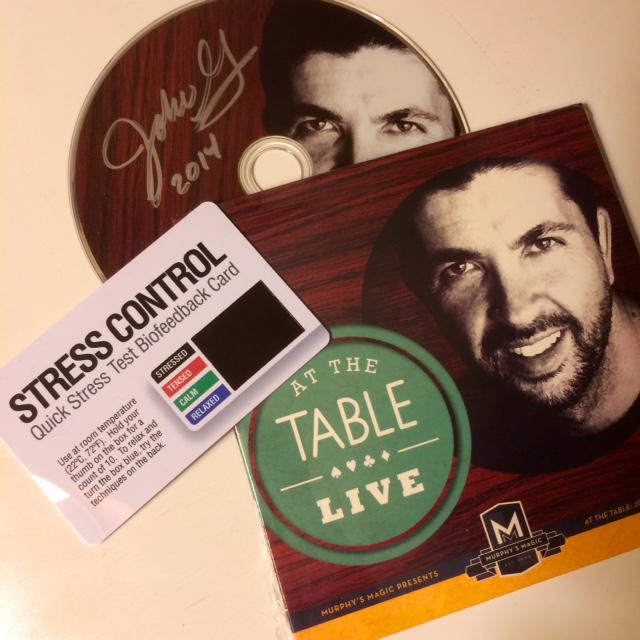 John G
2014
STRESS CONTROL
Quick Stress Test Biofeedback Card
STRESSED
TENSED
CALM
RELAXED
Use at room temperature
(22°C, 72°F). Hold your
thumb on the box for a
count of 10. To relax and
turn the box blue, try the
techniques on the back.
AT THE
TABLE
LIVE
M
MURPHY'S MAGIC
MURPHY'S MAGIC PRESENTS
AT THE TABLE: JO